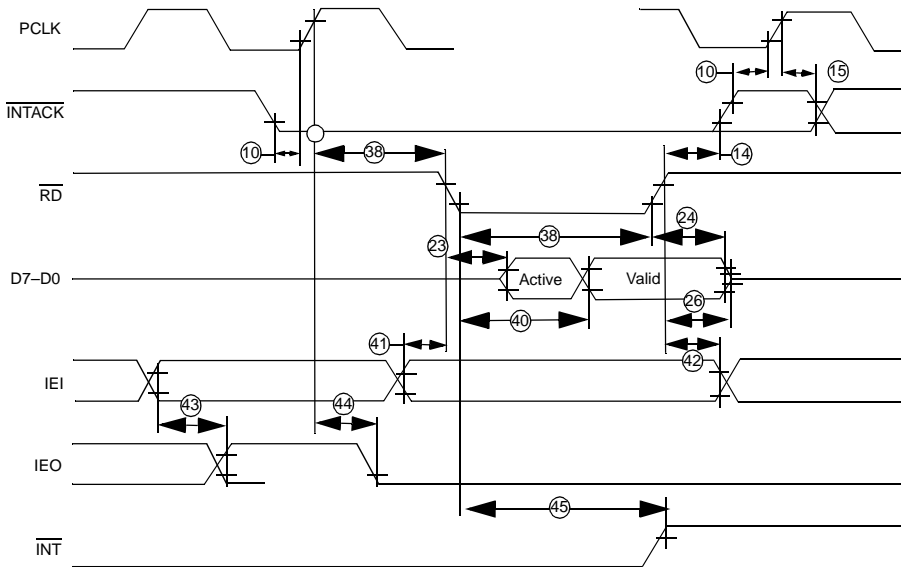 PCLK
10
15
INTACK
10
38
14
RD
24
38
23
D7–D0
Active
Valid
26
40
41
42
IEI
43
44
IEO
45
INT